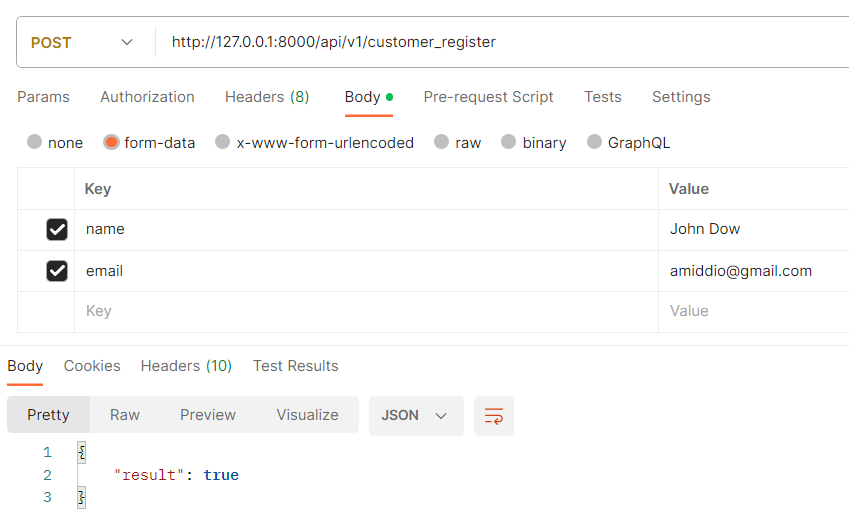 POST http://127.0.0.1:8000/api/v1/customer_register
Params Authorization Headers (8) Body Pre-request Script Tests Settings
none form-data x-www-form-urlencoded raw binary GraphQL
Key Value
name John Dow
email amiddio@gmail.com
Key Value
Body Cookies Headers (10) Test Results
Pretty Raw Preview Visualize JSON
1 {
2 "result": true
3 }